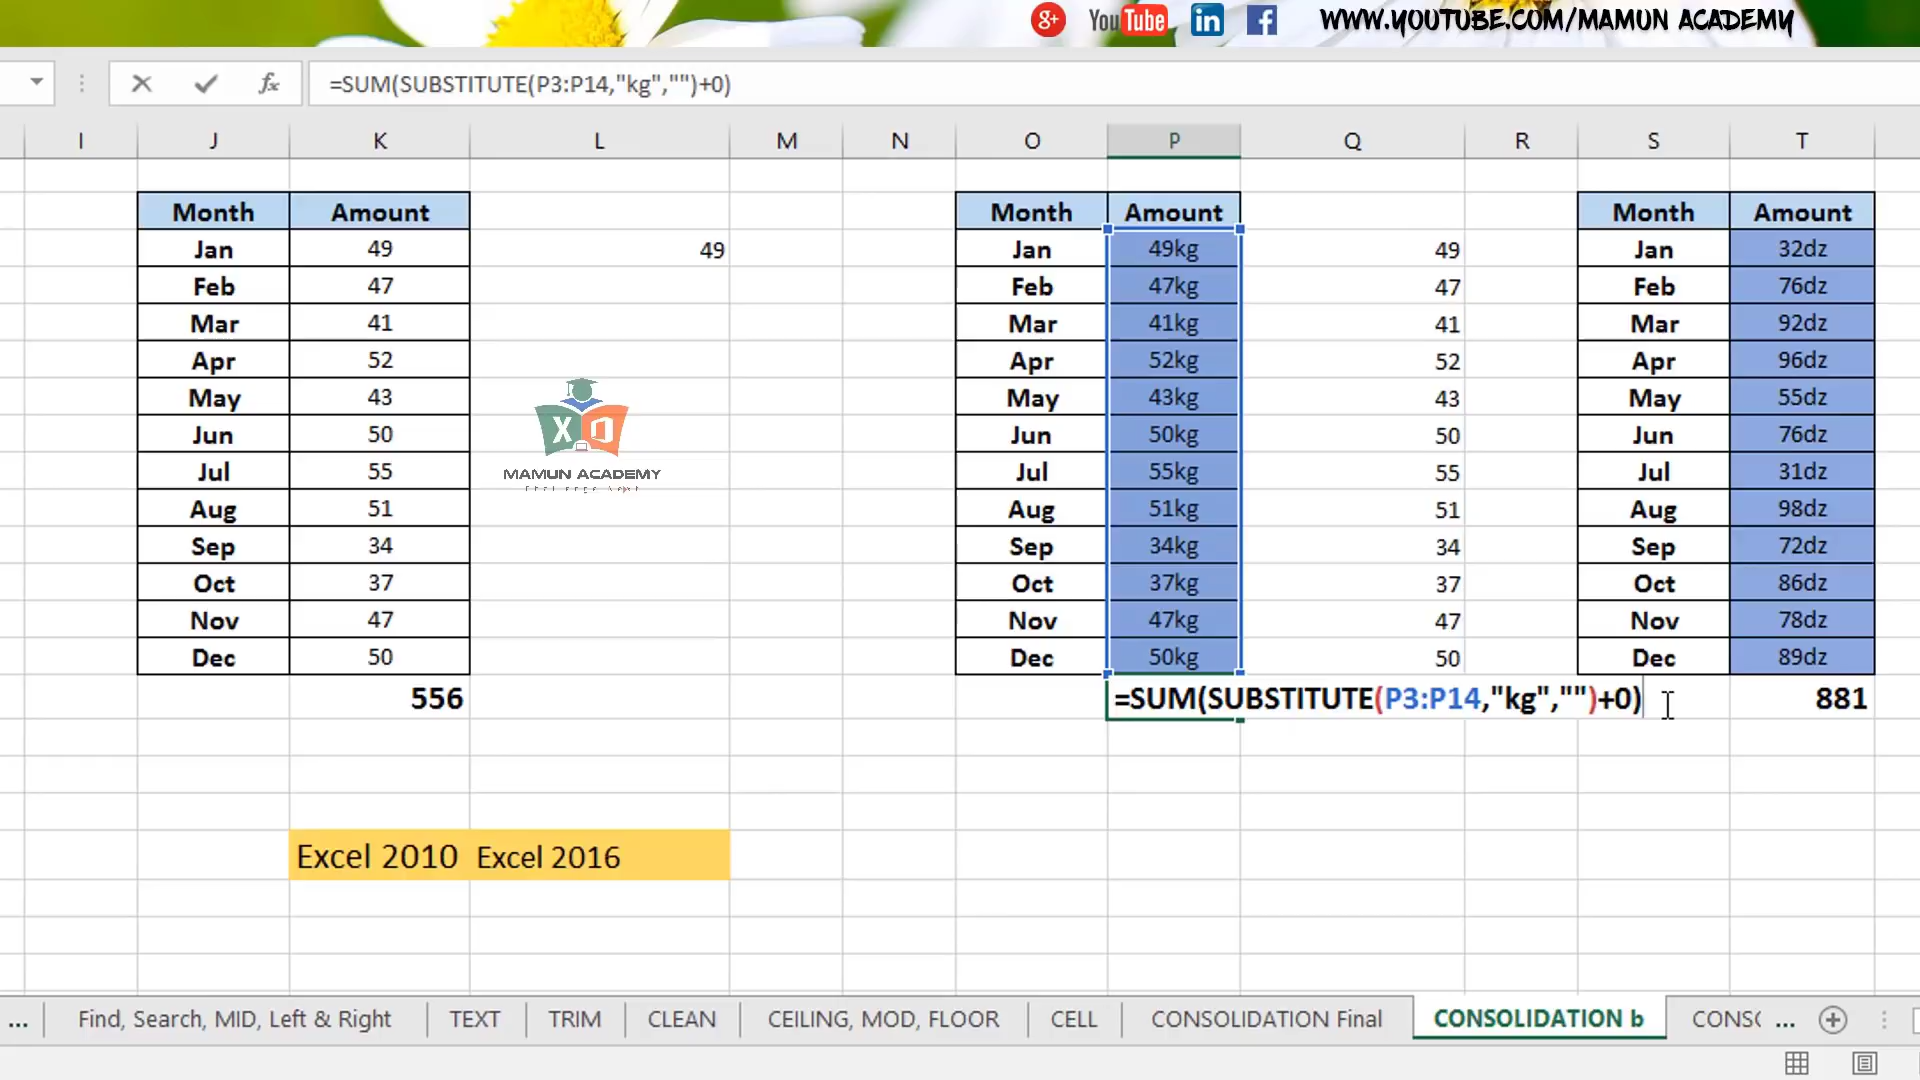 g+ YouTube in f WWW.YOUTUBE.COM/MAMUN ACADEMY
fx =SUM(SUBSTITUTE(P3:P14,"kg","")+0)
I J K L M N O P Q R S T
Month Amount Month Amount Month Amount
Jan 49 49 Jan 49kg 49 Jan 32dz
Feb 47 Feb 47kg 47 Feb 76dz
Mar 41 Mar 41kg 41 Mar 92dz
Apr 52 Apr 52kg 52 Apr 96dz
May 43 May 43kg 43 May 55dz
Jun 50 X Jun 50kg 50 Jun 76dz
Jul 55 MAMUN ACADEMY Jul 55kg 55 Jul 31dz
Aug 51 Aug 51kg 51 Aug 98dz
Sep 34 Sep 34kg 34 Sep 72dz
Oct 37 Oct 37kg 37 Oct 86dz
Nov 47 Nov 47kg 47 Nov 78dz
Dec 50 Dec 50kg 50 Dec 89dz
556 =SUM(SUBSTITUTE(P3:P14,"kg","")+0) 881
Excel 2010 Excel 2016
... Find, Search, MID, Left & Right TEXT TRIM CLEAN CEILING, MOD, FLOOR CELL CONSOLIDATION Final CONSOLIDATION b CONSC ...